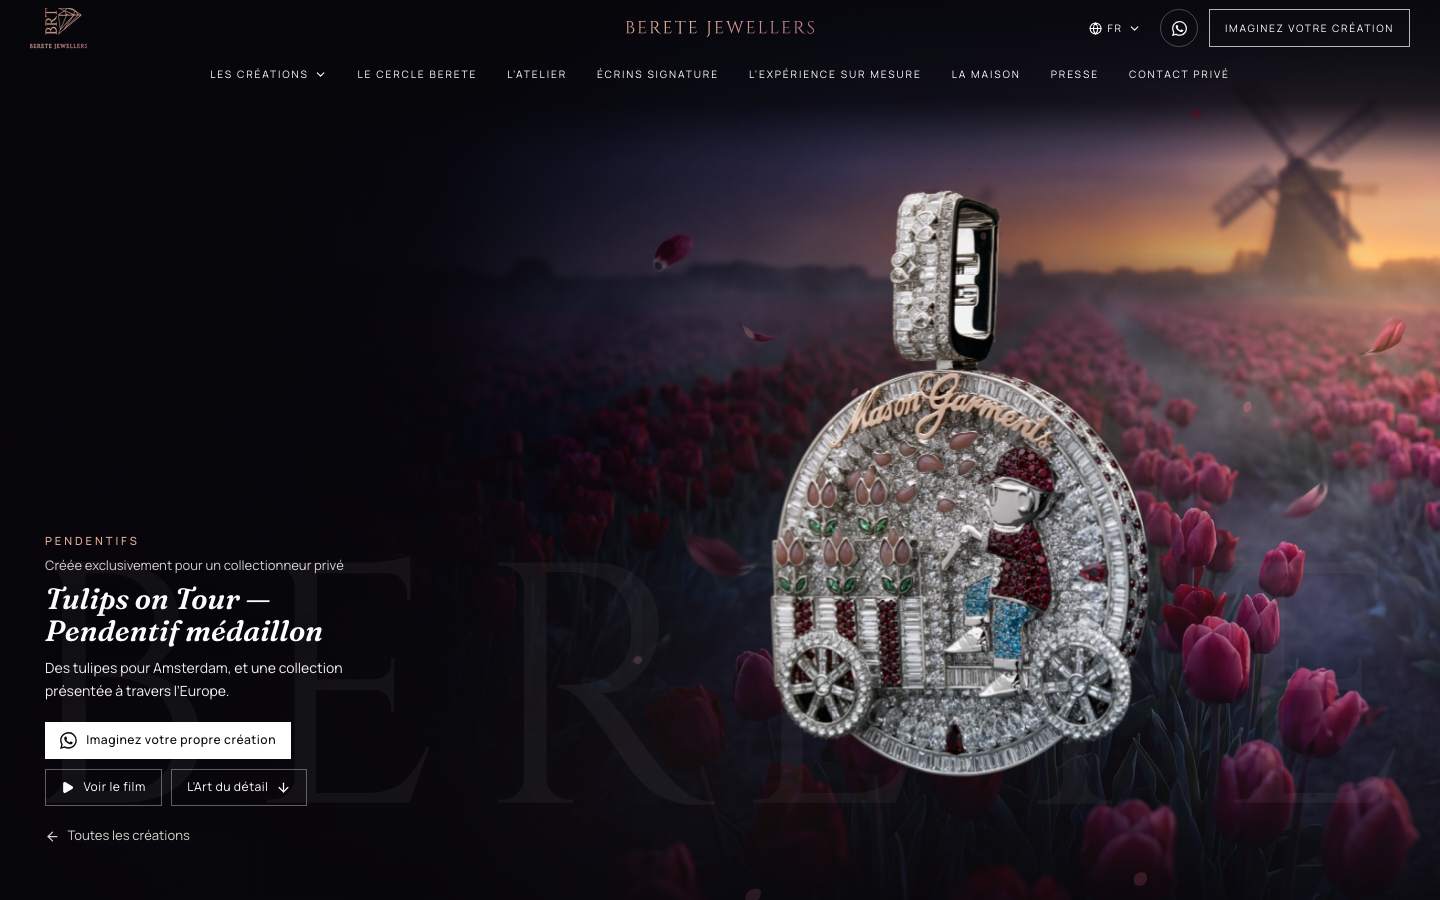 BRT
BERETE JEWELLERS
BERETE JEWELLERS
FR
IMAGINEZ VOTRE CRÉATION
LES CRÉATIONS
LE CERCLE BERETE
L'ATELIER
ÉCRINS SIGNATURE
L'EXPÉRIENCE SUR MESURE
LA MAISON
PRESSE
CONTACT PRIVÉ
Mason Garments
PENDENTIFS
Créée exclusivement pour un collectionneur privé
Tulips on Tour —
Pendentif médaillon
Des tulipes pour Amsterdam, et une collection
présentée à travers l'Europe.
Imaginez votre propre création
Voir le film
L'Art du détail
Toutes les créations
BERETE